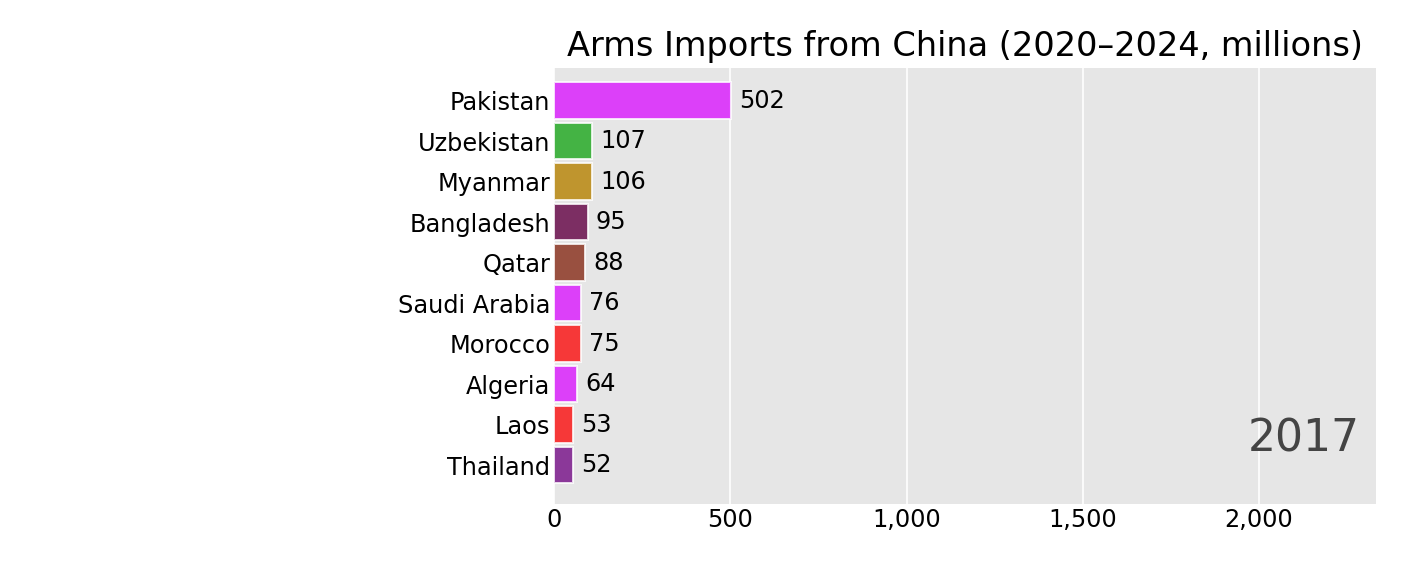 Arms Imports from China (2020–2024, millions)
Pakistan 502
Uzbekistan 107
Myanmar 106
Bangladesh 95
Qatar 88
Saudi Arabia 76
Morocco 75
Algeria 64
Laos 53
Thailand 52
2017
0 500 1,000 1,500 2,000